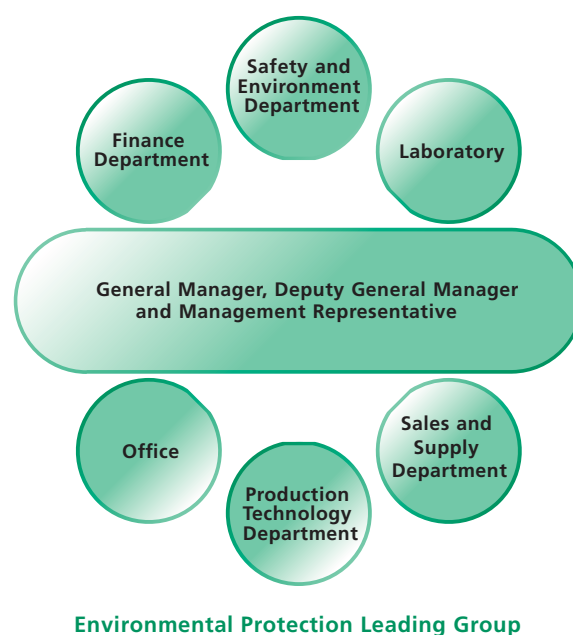 Safety and
Environment
Department
Finance
Department
Laboratory
General Manager, Deputy General Manager
and Management Representative
Office
Sales and
Supply
Department
Production
Technology
Department
Environmental Protection Leading Group